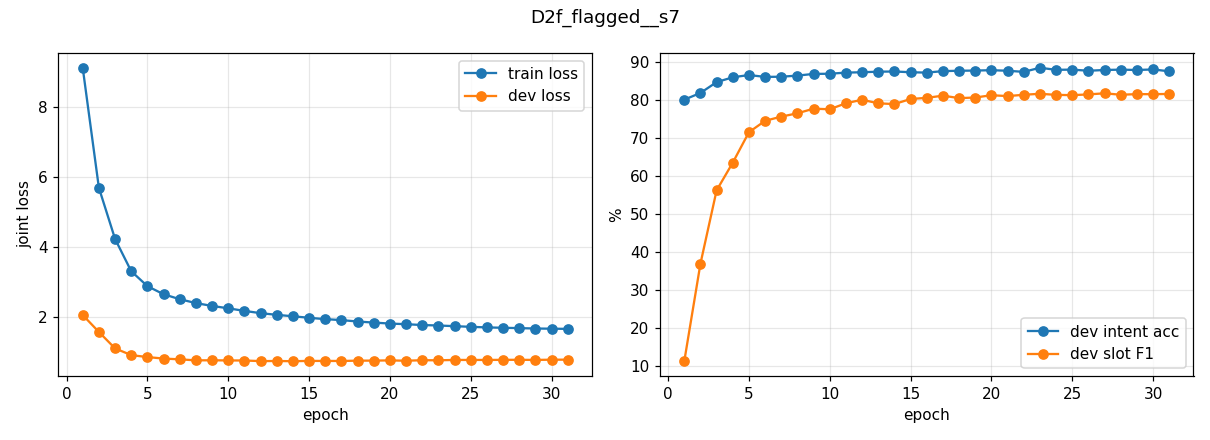 D2f_flagged__s7
joint loss
8
6
4
2
0 5 10 15 20 25 30
epoch
train loss
dev loss
%
90
80
70
60
50
40
30
20
10
0 5 10 15 20 25 30
epoch
dev intent acc
dev slot F1